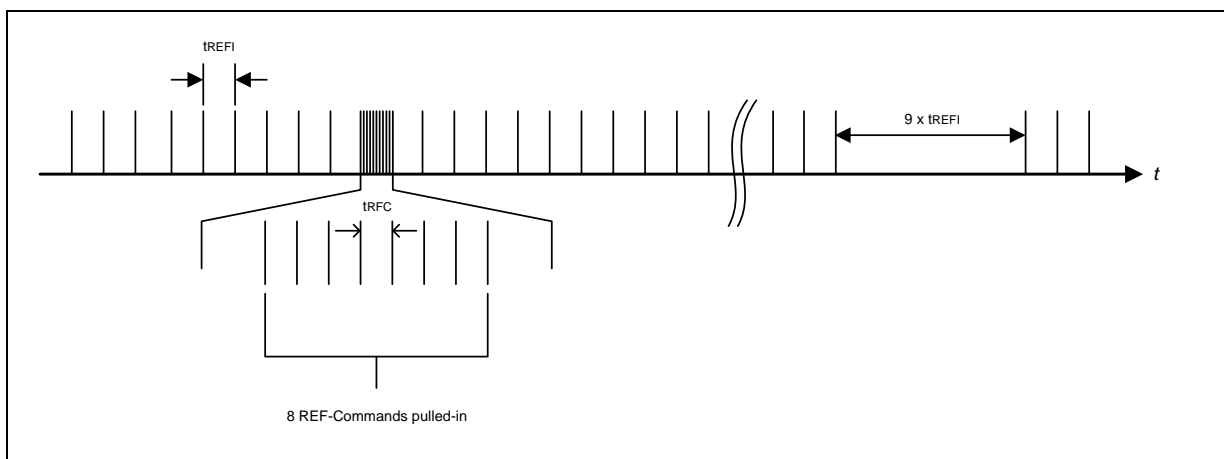 tREFI
9 x tREFI
t
tRFC
8 REF-Commands pulled-in